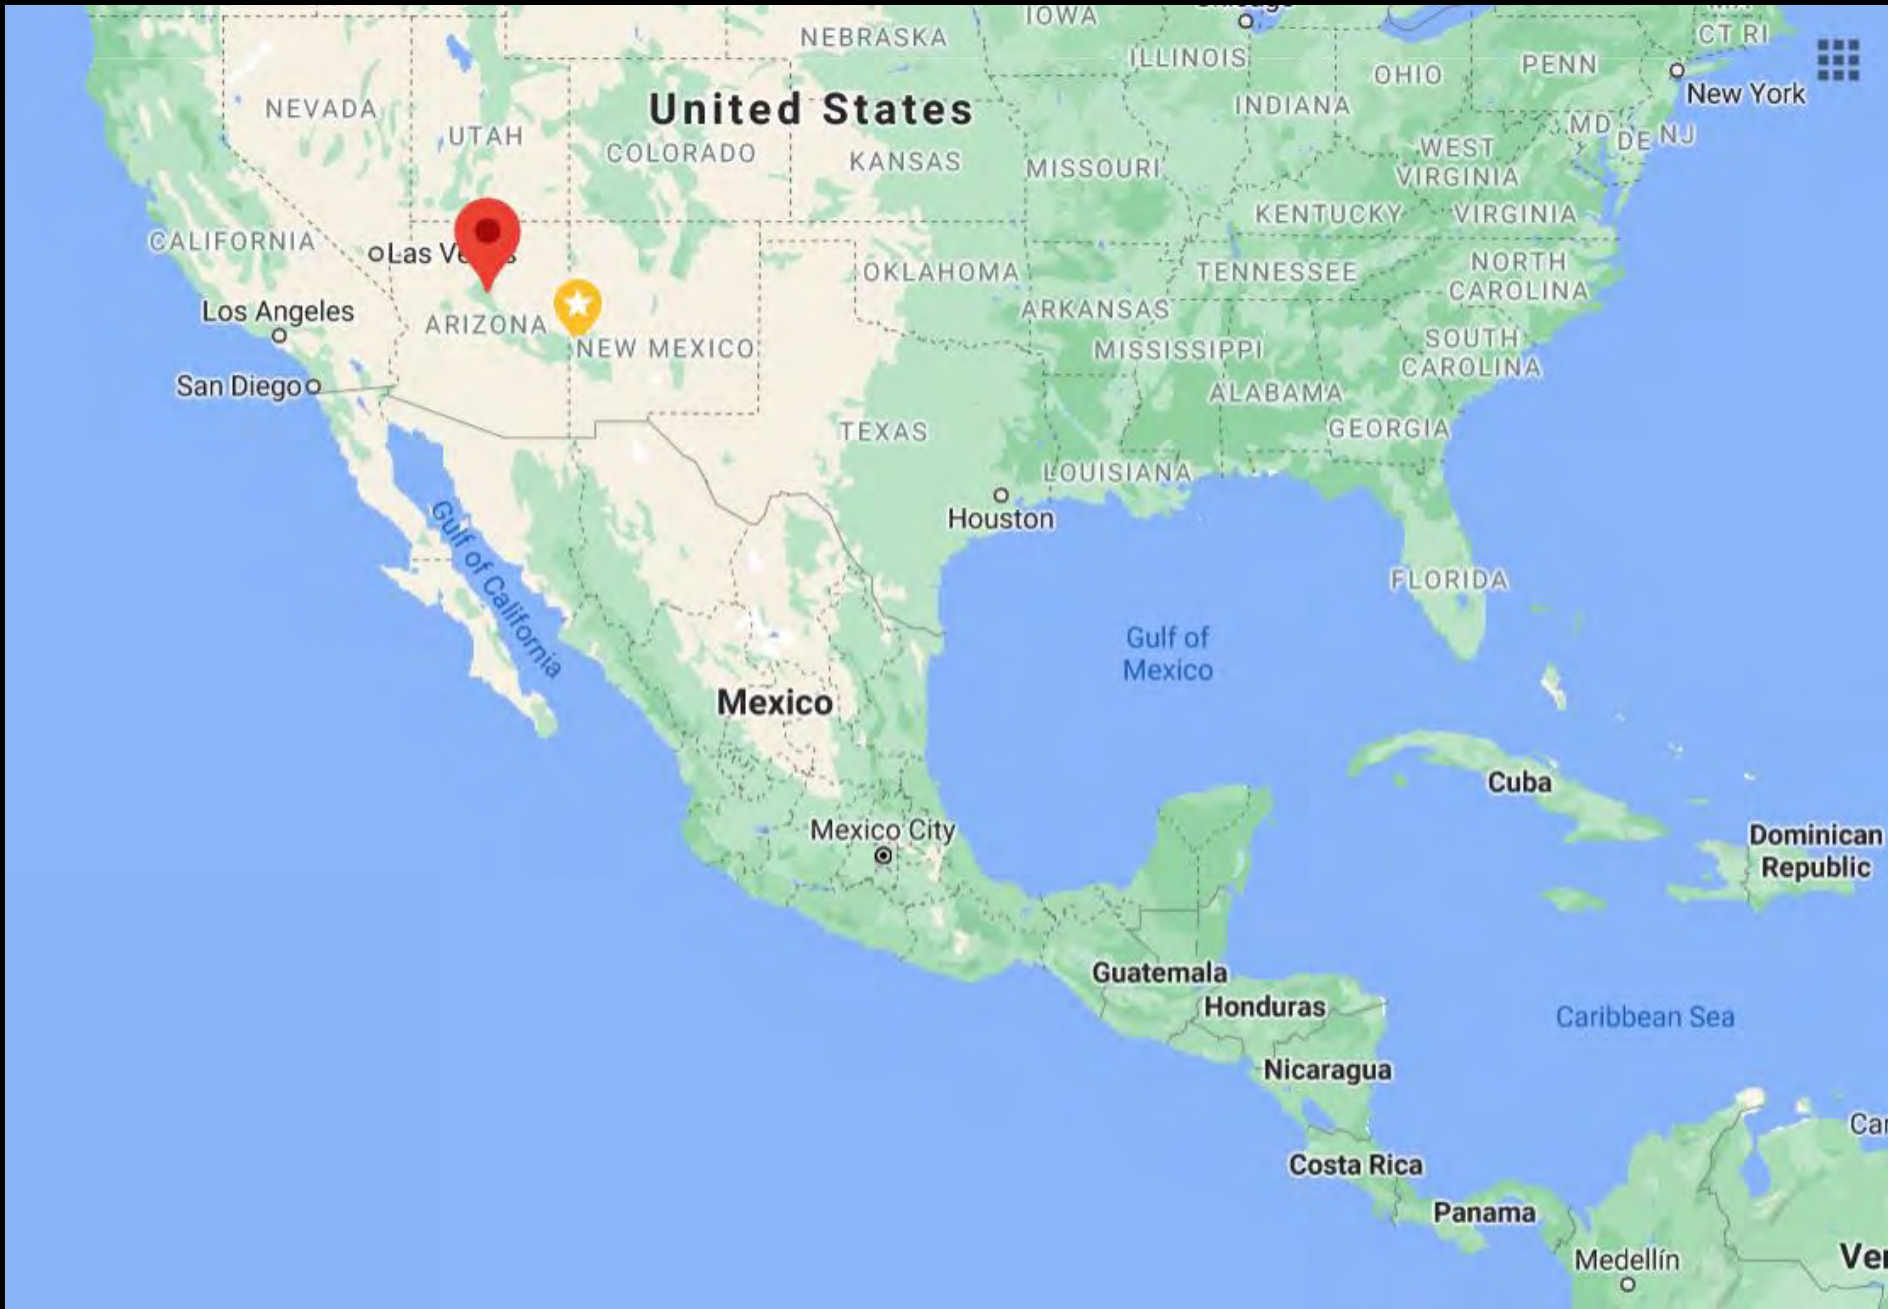 IOWA
NEBRASKA
CT RI
ILLINOIS
PENN
OHIO
New York
NEVADA
United States
INDIANA
MD
DE NJ
UTAH
COLORADO
KANSAS
MISSOURI
WEST
VIRGINIA
KENTUCKY
VIRGINIA
CALIFORNIA
OKLAHOMA
TENNESSEE
NORTH
CAROLINA
Los Angeles
ARIZONA
ARKANSAS
NEW MEXICO
MISSISSIPPI
SOUTH
CAROLINA
San Diego
ALABAMA
TEXAS
GEORGIA
LOUISIANA
Houston
Gulf of California
FLORIDA
Gulf of
Mexico
Mexico
Cuba
Mexico City
Dominican
Republic
Guatemala
Honduras
Caribbean Sea
Nicaragua
Costa Rica
Panama
Medellín